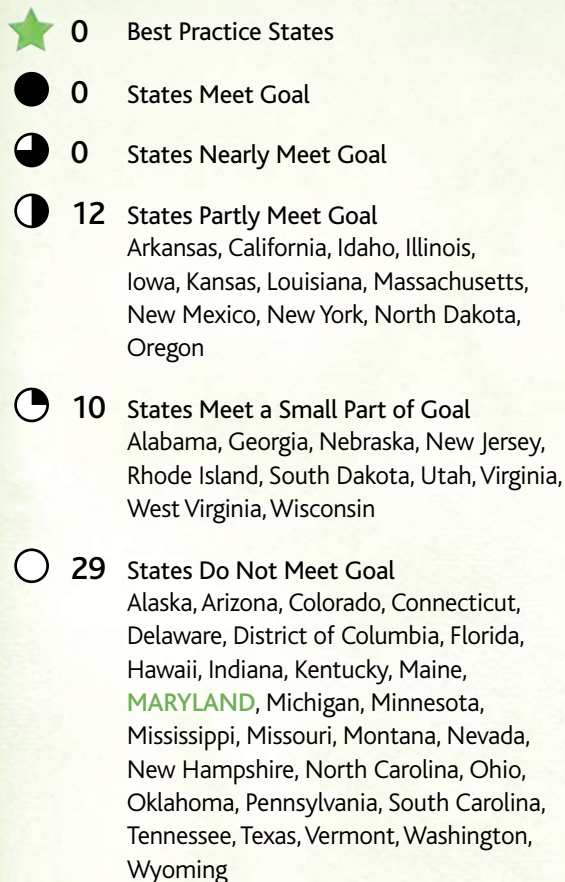 0 Best Practice States
0 States Meet Goal
0 States Nearly Meet Goal
12 States Partly Meet Goal
Arkansas, California, Idaho, Illinois,
Iowa, Kansas, Louisiana, Massachusetts,
New Mexico, New York, North Dakota,
Oregon
10 States Meet a Small Part of Goal
Alabama, Georgia, Nebraska, New Jersey,
Rhode Island, South Dakota, Utah, Virginia,
West Virginia, Wisconsin
29 States Do Not Meet Goal
Alaska, Arizona, Colorado, Connecticut,
Delaware, District of Columbia, Florida,
Hawaii, Indiana, Kentucky, Maine,
MARYLAND, Michigan, Minnesota,
Mississippi, Missouri, Montana, Nevada,
New Hampshire, North Carolina, Ohio,
Oklahoma, Pennsylvania, South Carolina,
Tennessee, Texas, Vermont, Washington,
Wyoming